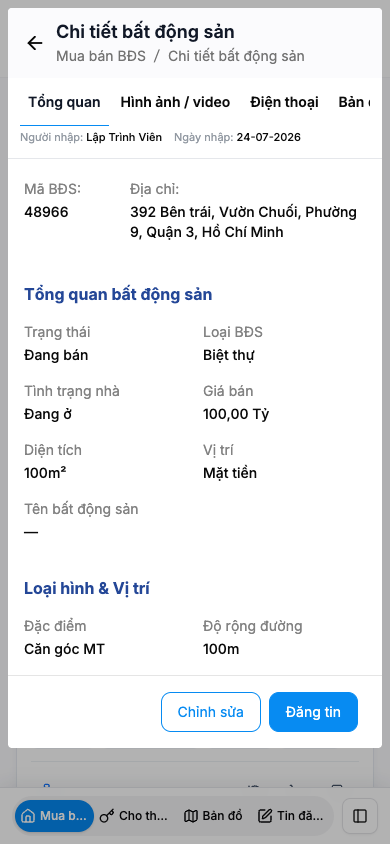 Chi tiết bất động sản
Mua bán BĐS / Chi tiết bất động sản
Tổng quan Hình ảnh / video Điện thoại Bản
Người nhập: Lập Trình Viên Ngày nhập: 24-07-2026
Mã BĐS: Địa chỉ:
48966 392 Bên trái, Vườn Chuối, Phường
9, Quận 3, Hồ Chí Minh
Tổng quan bất động sản
Trạng thái Loại BĐS
Đang bán Biệt thự
Tình trạng nhà Giá bán
Đang ở 100,00 Tỷ
Diện tích Vị trí
100m² Mặt tiền
Tên bất động sản
—
Loại hình & Vị trí
Đặc điểm Độ rộng đường
Căn góc MT 100m
Chỉnh sửa Đăng tin
Mua b... Cho th... Bản đồ Tin đă...